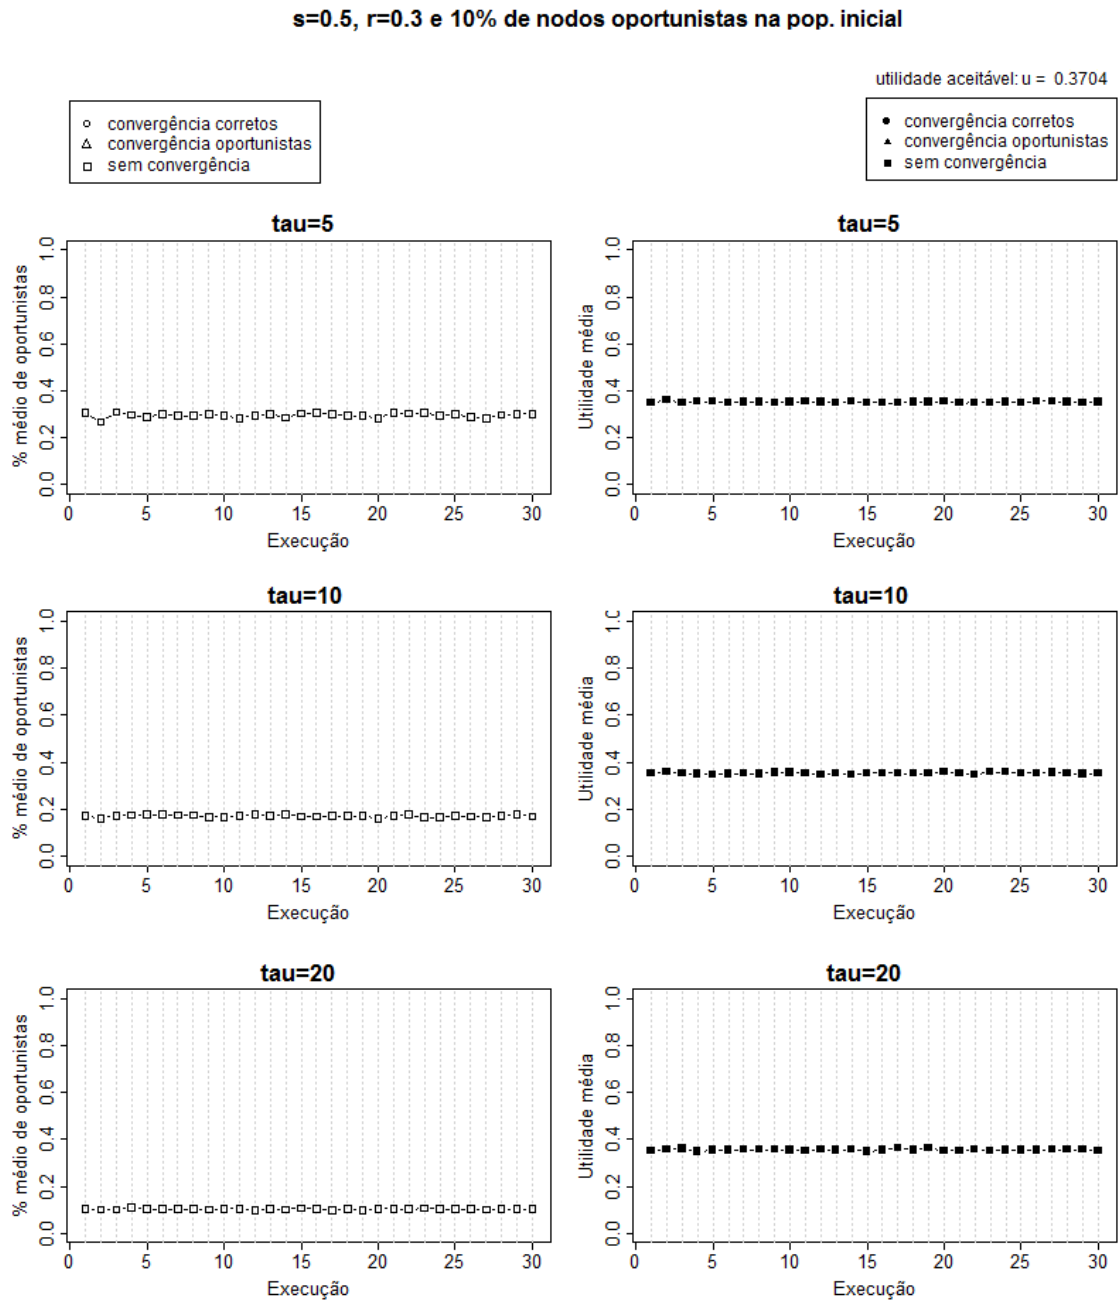 s=0.5, r=0.3 e 10% de nodos oportunistas na pop. inicial
utilidade aceitável: u = 0.3704
convergência corretos
convergência oportunistas
sem convergência
convergência corretos
convergência oportunistas
sem convergência
tau=5
% médio de oportunistas
0.0 0.2 0.4 0.6 0.8 1.0
0 5 10 15 20 25 30
Execução
tau=5
Utilidade média
0.0 0.2 0.4 0.6 0.8 1.0
0 5 10 15 20 25 30
Execução
tau=10
% médio de oportunistas
0.0 0.2 0.4 0.6 0.8 1.0
0 5 10 15 20 25 30
Execução
tau=10
Utilidade média
0.0 0.2 0.4 0.6 0.8 1.0
0 5 10 15 20 25 30
Execução
tau=20
% médio de oportunistas
0.0 0.2 0.4 0.6 0.8 1.0
0 5 10 15 20 25 30
Execução
tau=20
Utilidade média
0.0 0.2 0.4 0.6 0.8 1.0
0 5 10 15 20 25 30
Execução